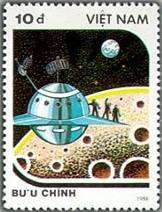 10đ VIỆT NAM
BƯU CHÍNH
1988